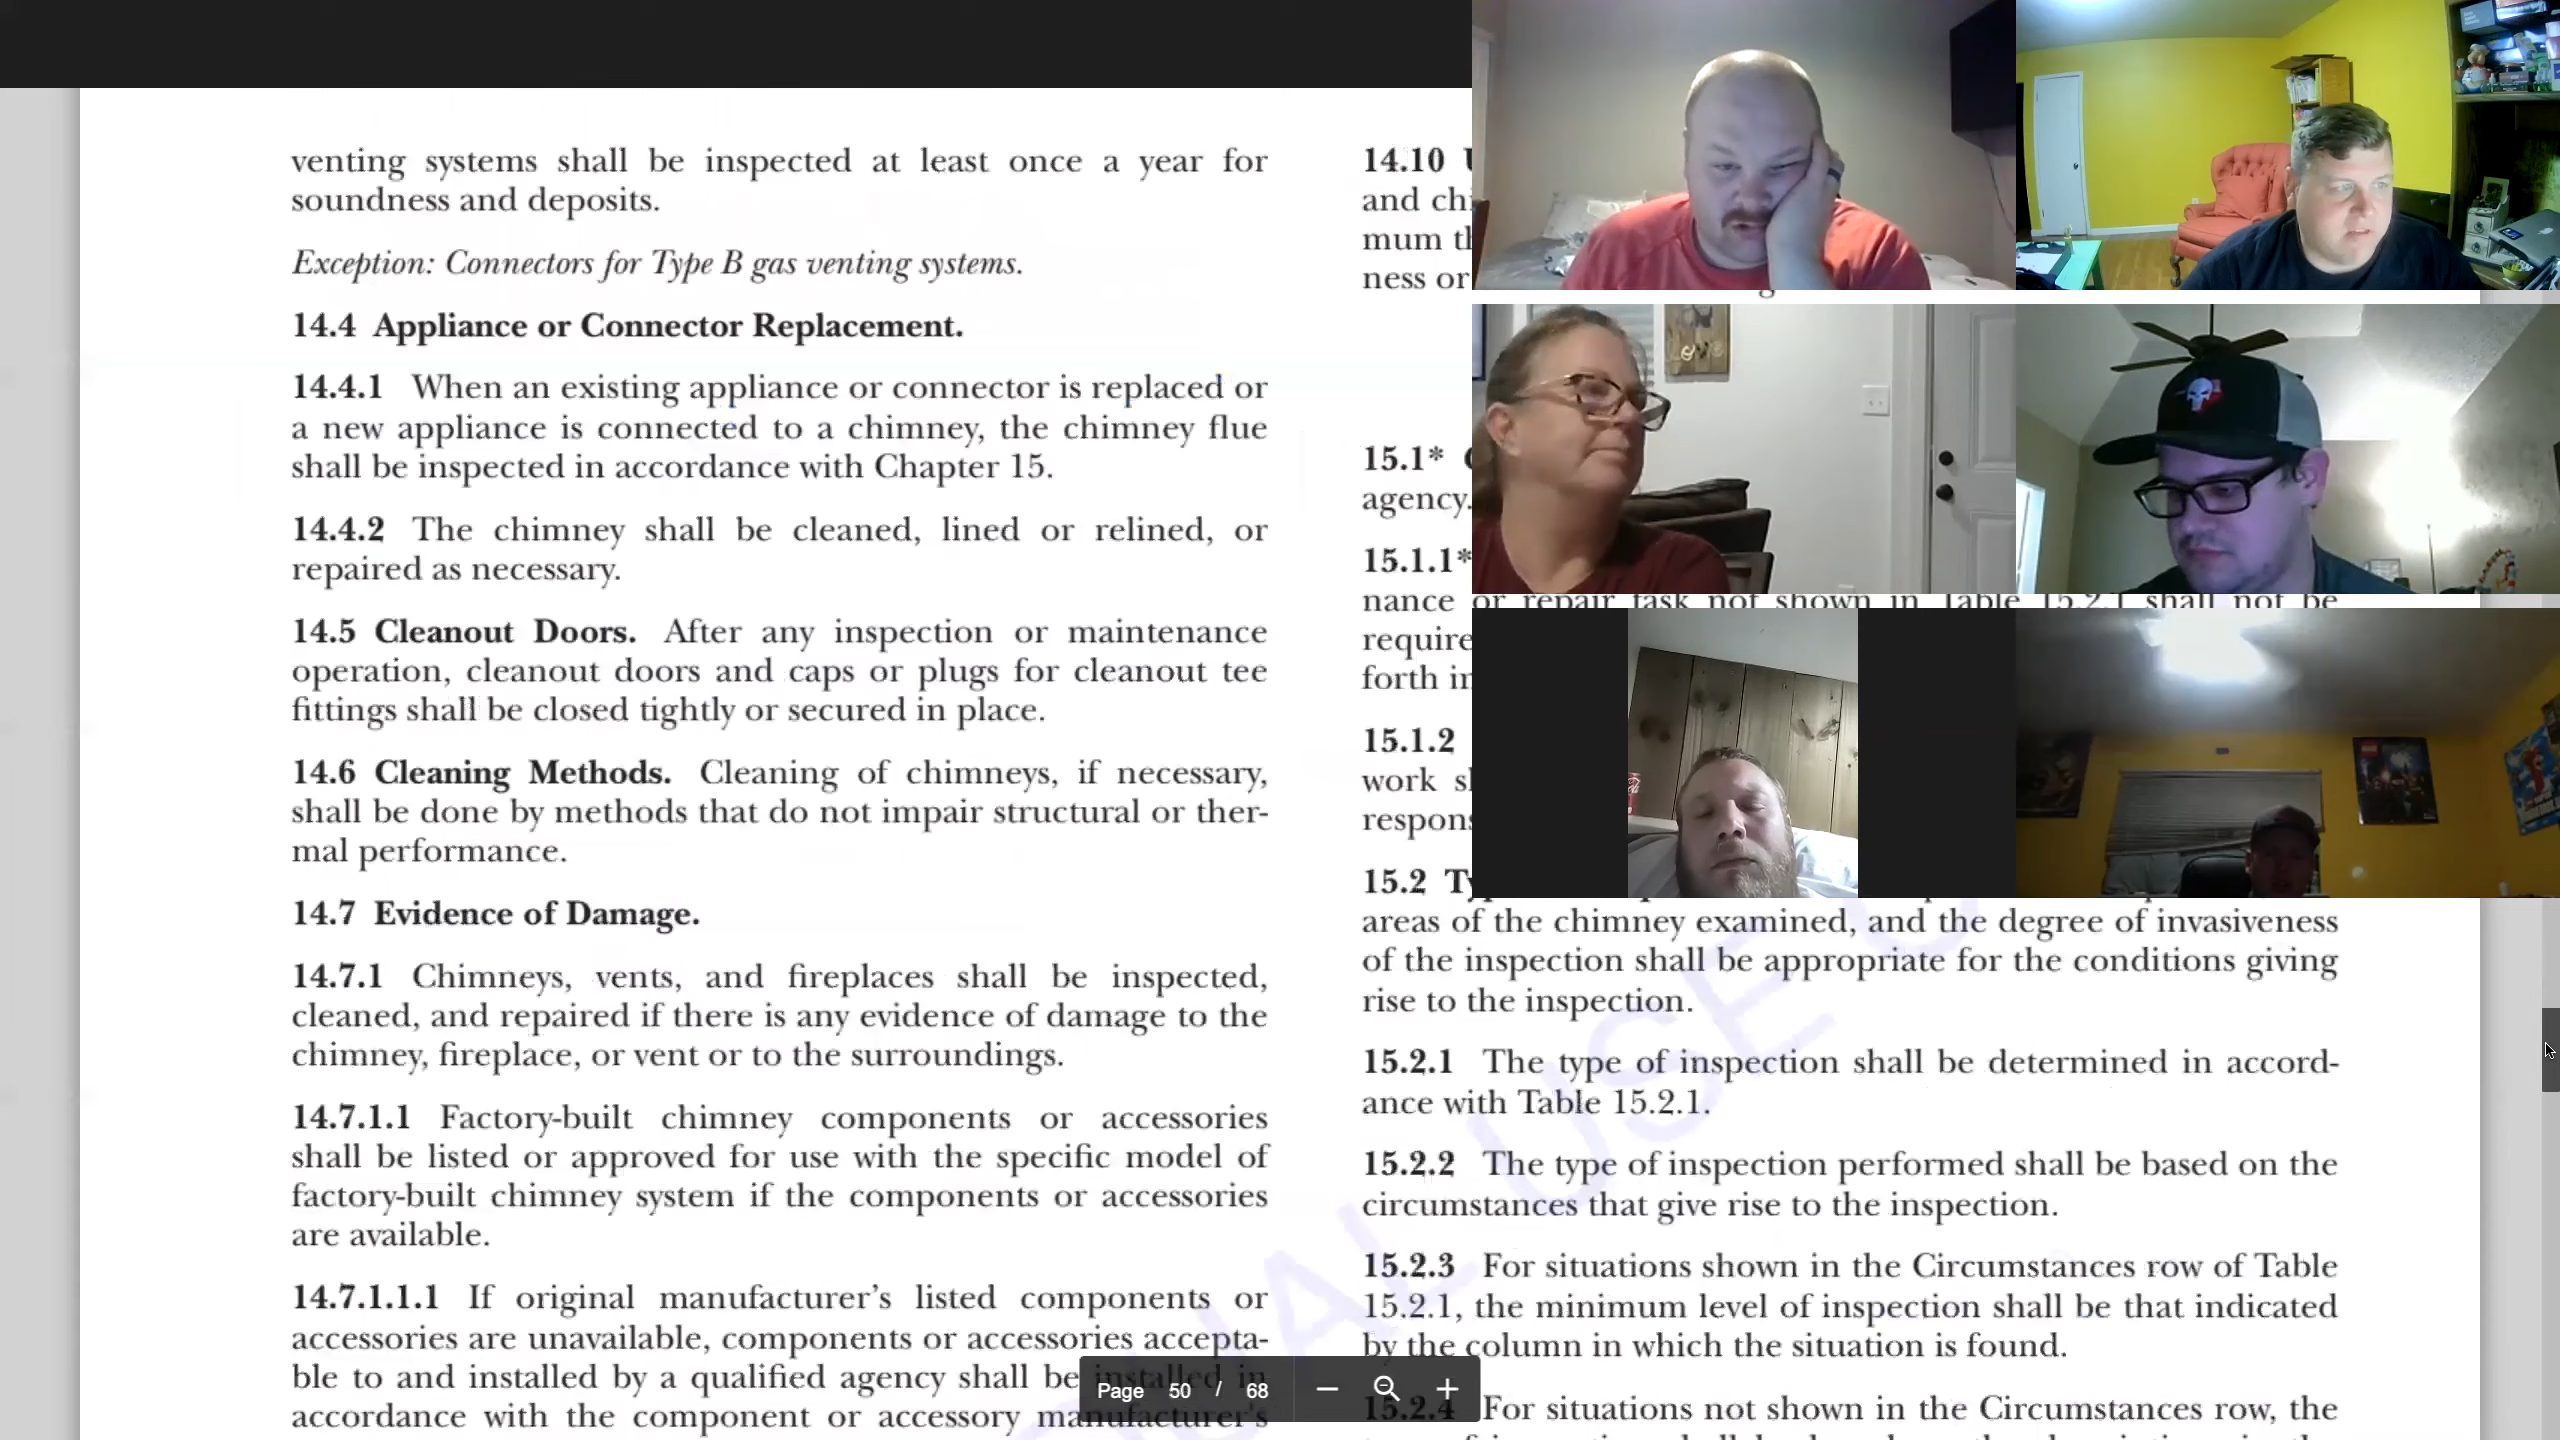 venting systems shall be inspected at least once a year for
soundness and deposits.
Exception: Connectors for Type B gas venting systems.
14.4 Appliance or Connector Replacement.
14.4.1 When an existing appliance or connector is replaced or
a new appliance is connected to a chimney, the chimney flue
shall be inspected in accordance with Chapter 15.
14.4.2 The chimney shall be cleaned, lined or relined, or
repaired as necessary.
14.5 Cleanout Doors. After any inspection or maintenance
operation, cleanout doors and caps or plugs for cleanout tee
fittings shall be closed tightly or secured in place.
14.6 Cleaning Methods. Cleaning of chimneys, if necessary,
shall be done by methods that do not impair structural or ther-
mal performance.
14.7 Evidence of Damage.
14.7.1 Chimneys, vents, and fireplaces shall be inspected,
cleaned, and repaired if there is any evidence of damage to the
chimney, fireplace, or vent or to the surroundings.
14.7.1.1 Factory-built chimney components or accessories
shall be listed or approved for use with the specific model of
factory-built chimney system if the components or accessories
are available.
14.7.1.1.1 If original manufacturer's listed components or
accessories are unavailable, components or accessories accepta-
ble to and installed by a qualified agency shall be installed in
accordance with the component or accessory manufacturer's
14.10
and
ness or
15.1*
agency.
15.1.1*
nance or repair task not shown in Table 15.2.1 shall not be
forth
15.1.2
work
15.2
areas of the chimney examined, and the degree of invasiveness
of the inspection shall be appropriate for the conditions giving
rise to the inspection.
15.2.1 The type of inspection shall be determined in accord-
ance with Table 15.2.1.
15.2.2 The type of inspection performed shall be based on the
circumstances that give rise to the inspection.
15.2.3 For situations shown in the Circumstances row of Table
15.2.1, the minimum level of inspection shall be that indicated
by the column in which the situation is found.
15.2.4 For situations not shown in the Circumstances row, the
Page 50 / 68
love